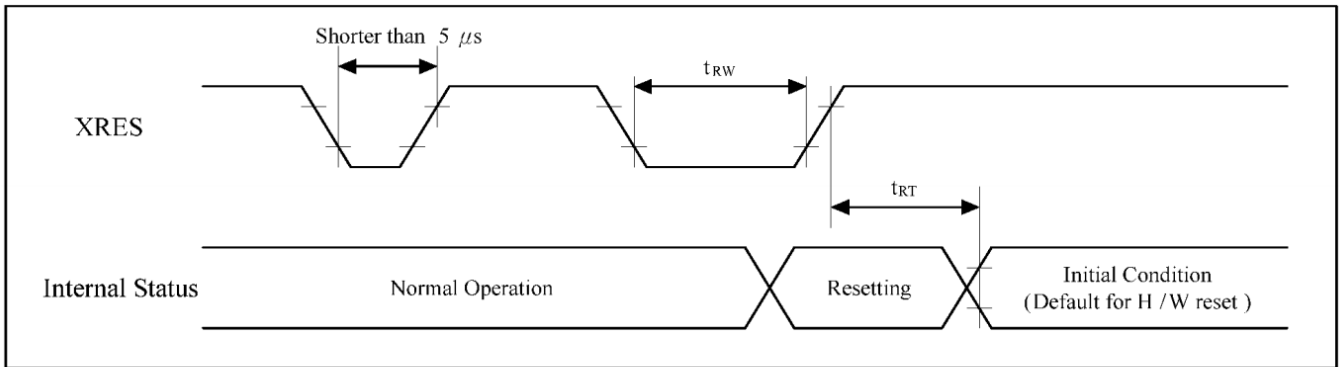 Shorter than 5 μs
tRW
XRES
tRT
Internal Status
Normal Operation
Resetting
Initial Condition
(Default for H /W reset )